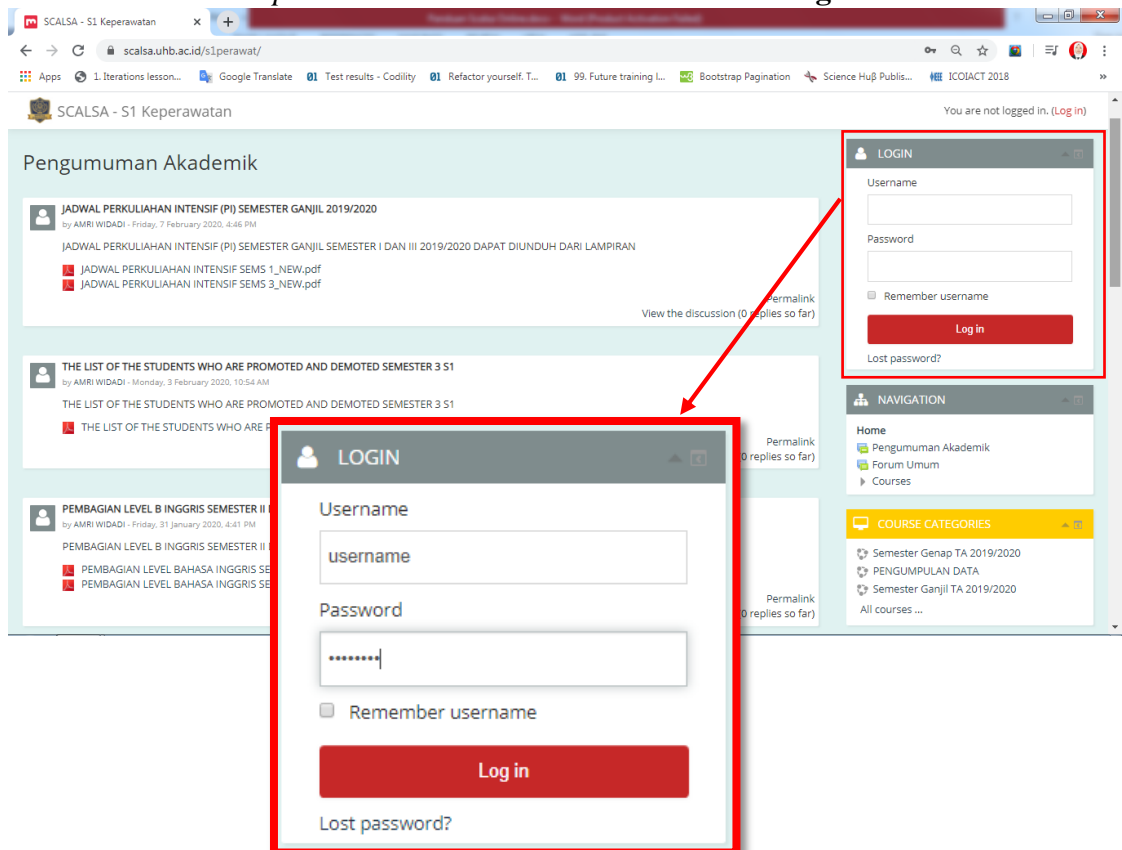 SCALSA - S1 Keperawatan
scalsa.uhb.ac.id/s1perawat/
Apps 1. Iterations lesson... Google Translate Test results - Codility Refactor yourself. T... 99. Future training l... Bootstrap Pagination Science Huβ Publis... ICOIACT 2018 »
SCALSA - S1 Keperawatan
You are not logged in. (Log in)
Pengumuman Akademik
JADWAL PERKULIAHAN INTENSIF (PI) SEMESTER GANJIL 2019/2020
by AMRI WIDADI - Friday, 7 February 2020, 4:46 PM
JADWAL PERKULIAHAN INTENSIF (PI) SEMESTER GANJIL SEMESTER I DAN III 2019/2020 DAPAT DIUNDUH DARI LAMPIRAN
JADWAL PERKULIAHAN INTENSIF SEMS 1_NEW.pdf
JADWAL PERKULIAHAN INTENSIF SEMS 3_NEW.pdf
Permalink
View the discussion (0 replies so far)
THE LIST OF THE STUDENTS WHO ARE PROMOTED AND DEMOTED SEMESTER 3 S1
by AMRI WIDADI - Monday, 3 February 2020, 10:54 AM
THE LIST OF THE STUDENTS WHO ARE PROMOTED AND DEMOTED SEMESTER 3 S1
THE LIST OF THE STUDENTS WHO ARE
Permalink
replies so far)
PEMBAGIAN LEVEL B INGGRIS SEMESTER II
by AMRI WIDADI - Friday, 31 January 2020, 4:41 PM
PEMBAGIAN LEVEL B INGGRIS SEMESTER II
PEMBAGIAN LEVEL BAHASA INGGRIS SE
PEMBAGIAN LEVEL BAHASA INGGRIS SE
Permalink
replies so far)
LOGIN
Username
Password
Remember username
Log in
Lost password?
NAVIGATION
Home
Pengumuman Akademik
Forum Umum
Courses
COURSE CATEGORIES
Semester Genap TA 2019/2020
PENGUMPULAN DATA
Semester Ganjil TA 2019/2020
All courses ...
LOGIN
Username
username
Password
••••••••
Remember username
Log in
Lost password?